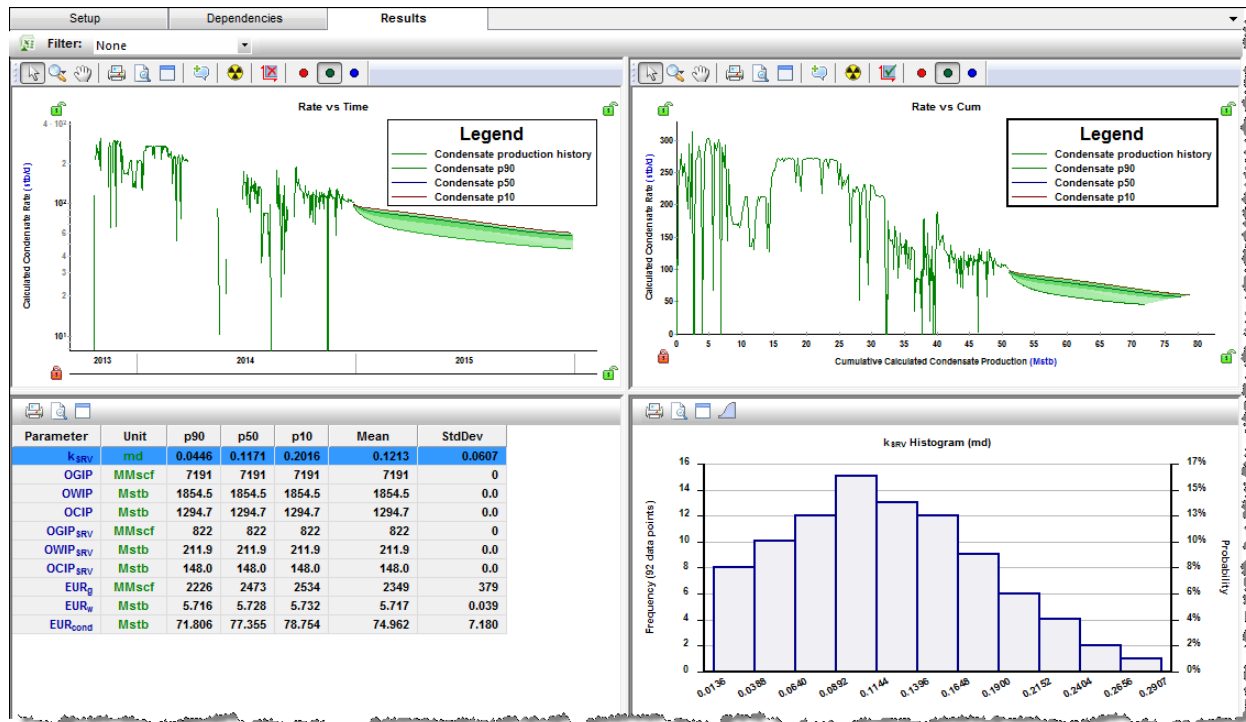 Setup Dependencies Results
Filter: None
Rate vs Time
4 · 10²
2
10²
6
4
3
2
10¹
Calculated Condensate Rate (stb/d)
2013 2014 2015
Legend
Condensate production history
Condensate p90
Condensate p50
Condensate p10
Rate vs Cum
300
250
200
150
100
50
0
Calculated Condensate Rate (stb/d)
0 5 10 15 20 25 30 35 40 45 50 55 60 65 70 75 80
Cumulative Calculated Condensate Production (Mstb)
Legend
Condensate production history
Condensate p90
Condensate p50
Condensate p10
Parameter Unit p90 p50 p10 Mean StdDev
kSRV md 0.0446 0.1171 0.2016 0.1213 0.0607
OGIP MMscf 7191 7191 7191 7191 0
OWIP Mstb 1854.5 1854.5 1854.5 1854.5 0.0
OCIP Mstb 1294.7 1294.7 1294.7 1294.7 0.0
OGIPSRV MMscf 822 822 822 822 0
OWIPSRV Mstb 211.9 211.9 211.9 211.9 0.0
OCIPSRV Mstb 148.0 148.0 148.0 148.0 0.0
EURg MMscf 2226 2473 2534 2349 379
EURw Mstb 5.716 5.728 5.732 5.717 0.039
EURcond Mstb 71.806 77.355 78.754 74.962 7.180
kSRV Histogram (md)
16 17%
14 15%
12 13%
10 10%
8 8%
6 6%
4 4%
2 2%
0 0%
Frequency (92 data points)
Probability
0.0136 0.0388 0.0640 0.0892 0.1144 0.1396 0.1648 0.1900 0.2152 0.2404 0.2656 0.2907